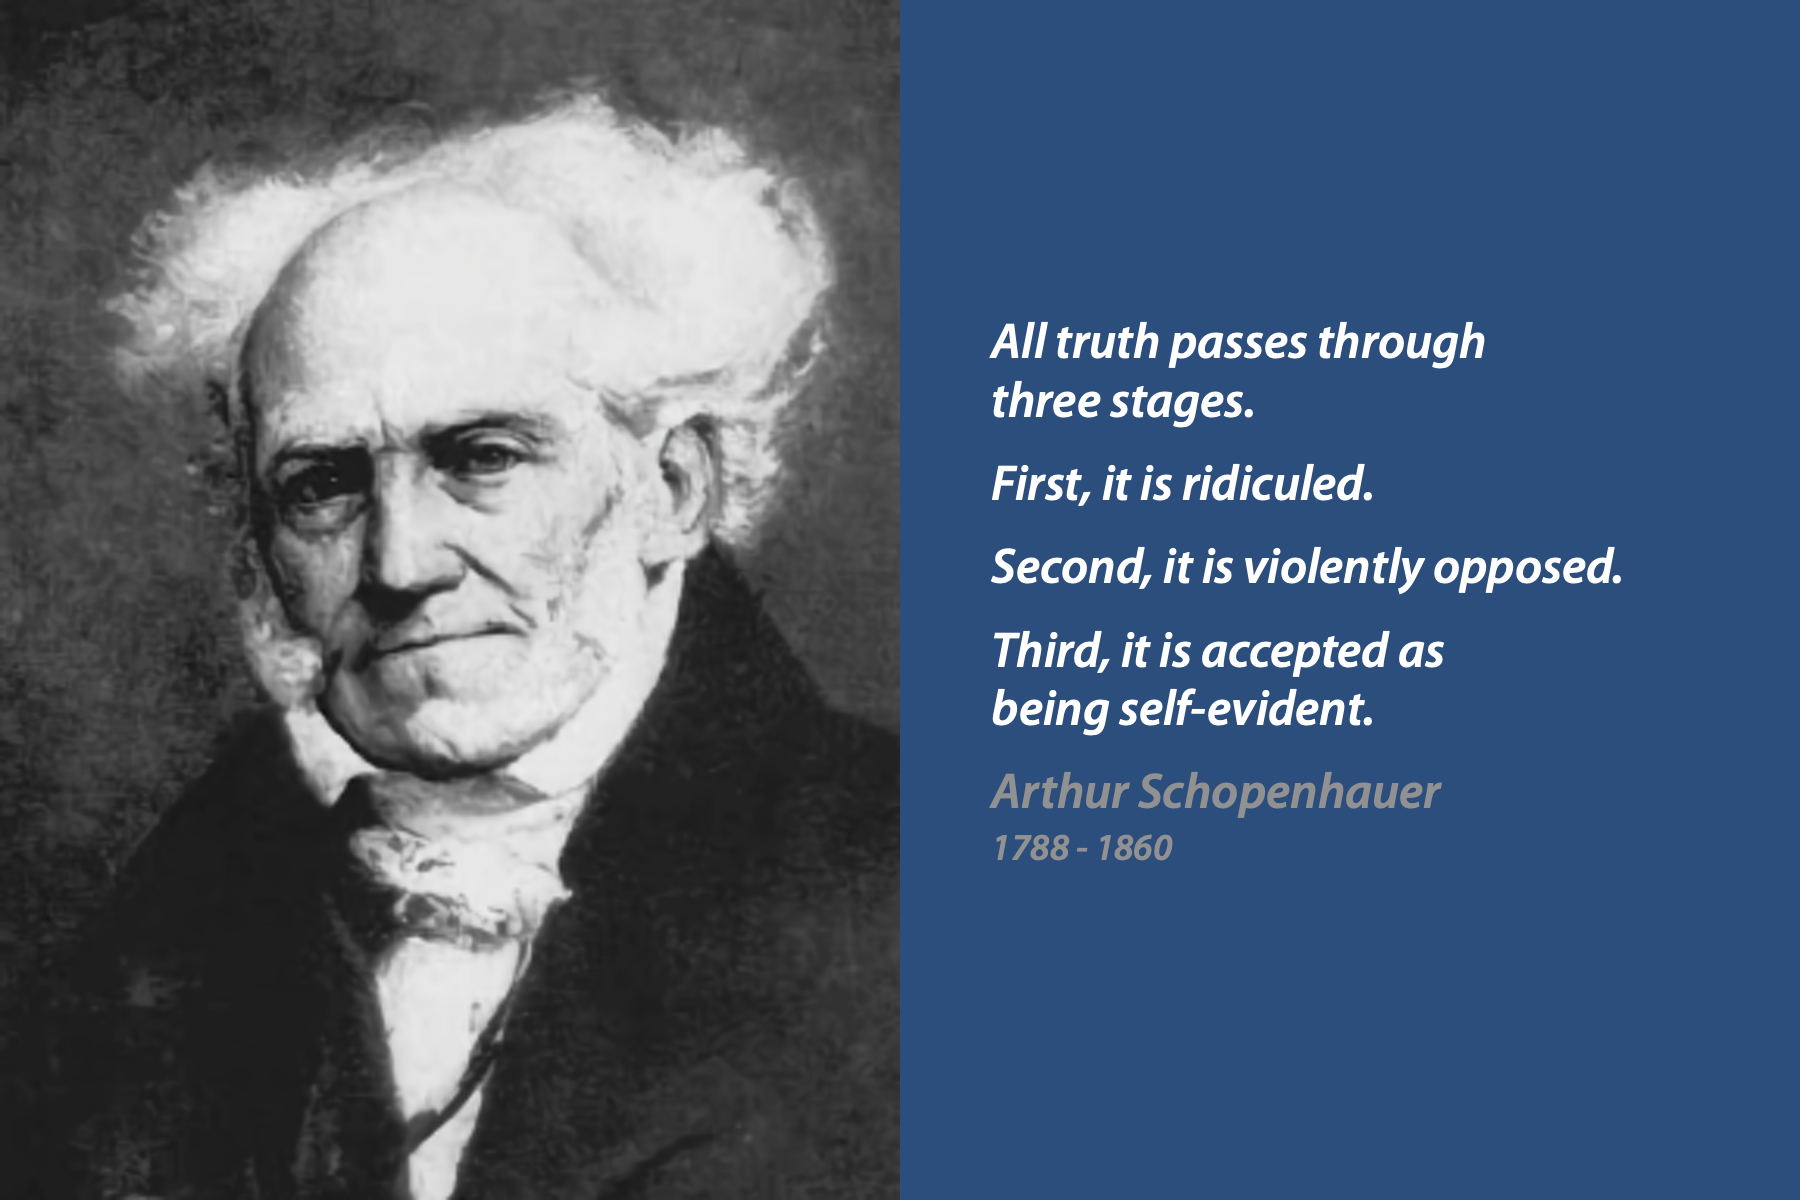 All truth passes through
three stages.
First, it is ridiculed.
Second, it is violently opposed.
Third, it is accepted as
being self-evident.
Arthur Schopenhauer
1788 - 1860